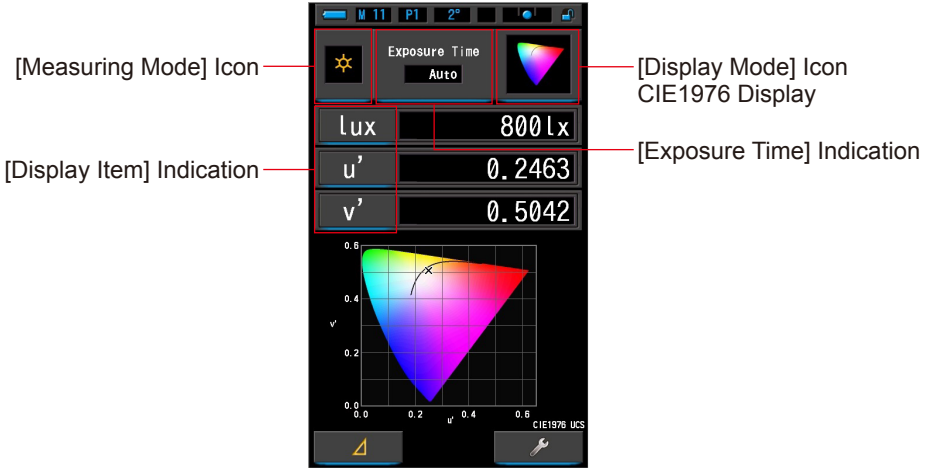 M 11 P1 2°
[Measuring Mode] Icon
Exposure Time
Auto
[Display Mode] Icon
CIE1976 Display
lux 800lx
[Exposure Time] Indication
[Display Item] Indication
u' 0.2463
v' 0.5042
0.6
0.4
v'
0.2
0.0
0.0 0.2 u' 0.4 0.6
CIE1976 UCS